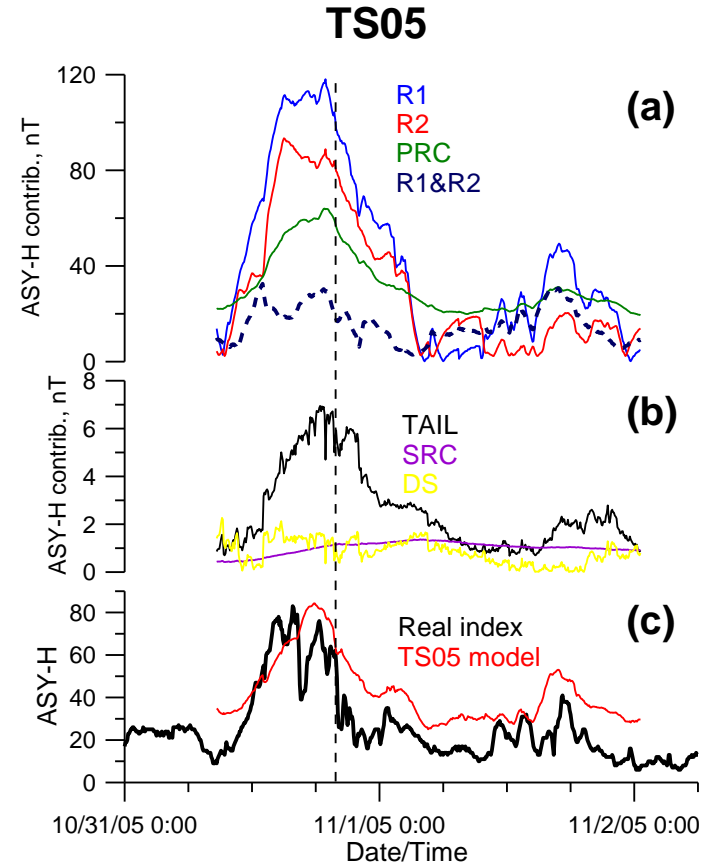 TS05
(a)
ASY-H contrib., nT
120
80
40
0
R1
R2
PRC
R1&R2
(b)
ASY-H contrib., nT
8
6
4
2
0
TAIL
SRC
DS
(c)
ASY-H
80
60
40
20
0
Real index
TS05 model
10/31/05 0:00
11/1/05 0:00
11/2/05 0:00
Date/Time